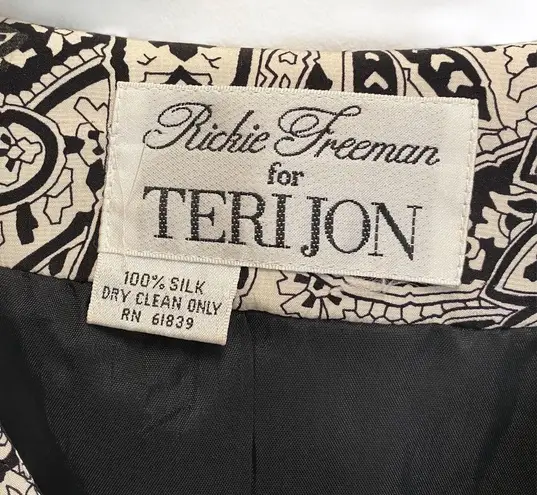 Rickie Freeman
for
TERI JON
100% SILK
DRY CLEAN ONLY
RN 61839